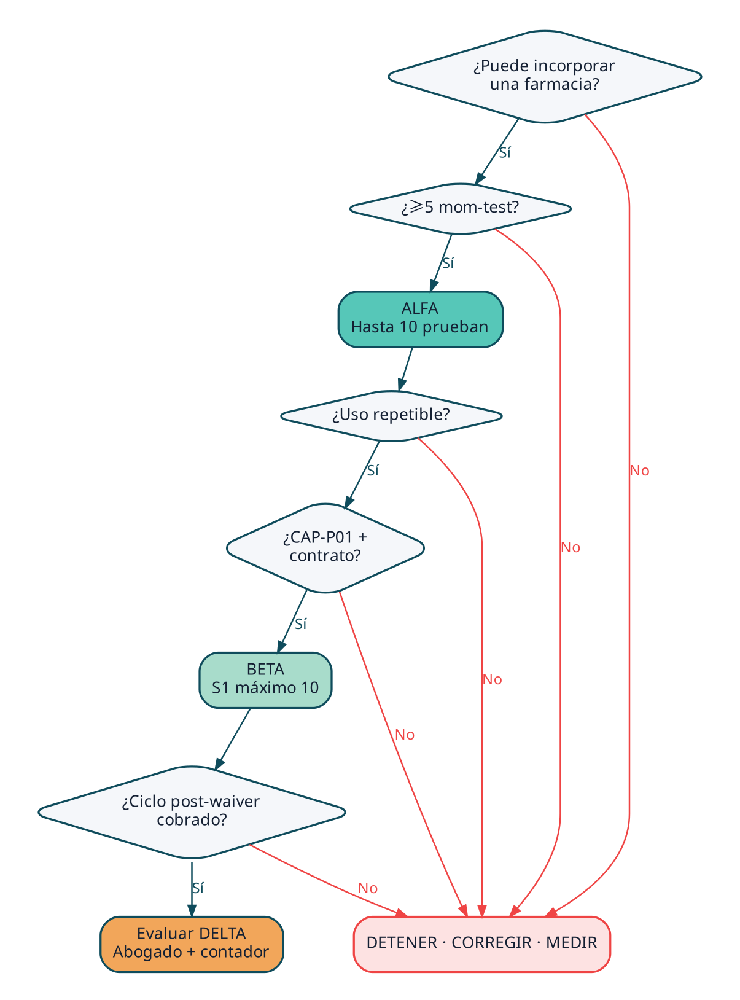 ¿Puede incorporar
una farmacia?
Sí
¿⩾5 mom-test?
Sí
ALFA
Hasta 10 prueban
¿Uso repetible?
Sí
No
¿CAP-P01 +
contrato?
No
Sí
BETA
S1 máximo 10
No
No
¿Ciclo post-waiver
cobrado?
Sí
No
Evaluar DELTA
Abogado + contador
DETENER · CORREGIR · MEDIR